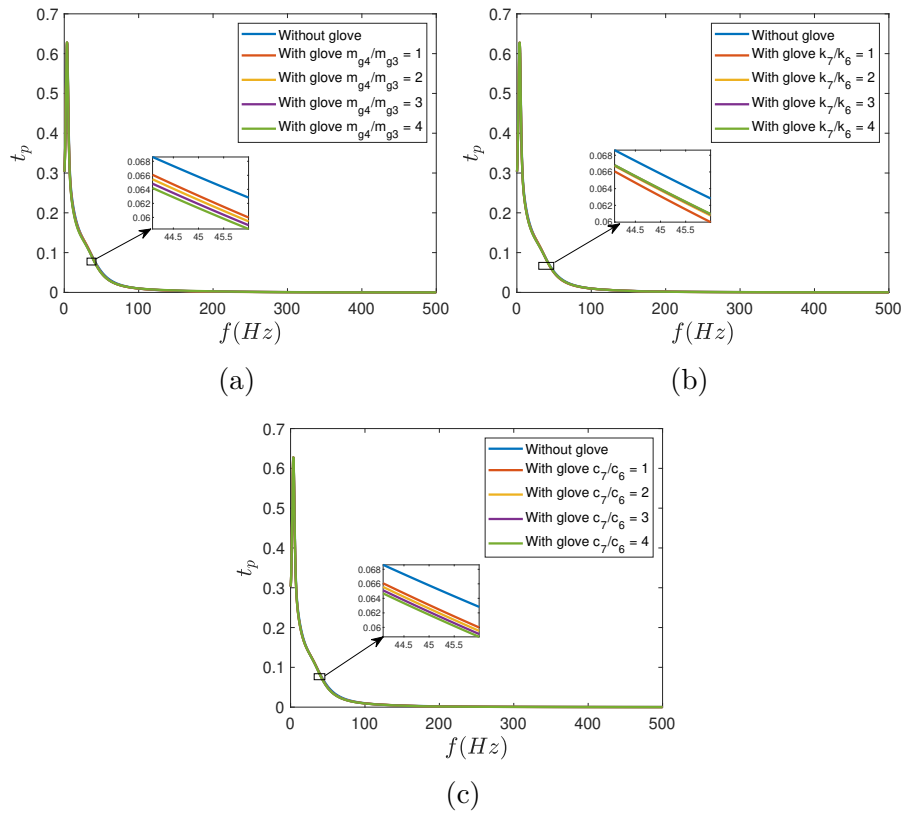 0.7
0.6
0.5
0.4
0.3
0.2
0.1
0
t_p
Without glove
With glove m_g4/m_g3 = 1
With glove m_g4/m_g3 = 2
With glove m_g4/m_g3 = 3
With glove m_g4/m_g3 = 4
0.068
0.066
0.064
0.062
0.06
44.5 45 45.5
0 100 200 300 400 500
f(Hz)
(a)
0.7
0.6
0.5
0.4
0.3
0.2
0.1
0
t_p
Without glove
With glove k_7/k_6 = 1
With glove k_7/k_6 = 2
With glove k_7/k_6 = 3
With glove k_7/k_6 = 4
0.068
0.066
0.064
0.062
0.06
44.5 45 45.5
0 100 200 300 400 500
f(Hz)
(b)
0.7
0.6
0.5
0.4
0.3
0.2
0.1
0
t_p
Without glove
With glove c_7/c_6 = 1
With glove c_7/c_6 = 2
With glove c_7/c_6 = 3
With glove c_7/c_6 = 4
0.068
0.066
0.064
0.062
0.06
44.5 45 45.5
0 100 200 300 400 500
f(Hz)
(c)